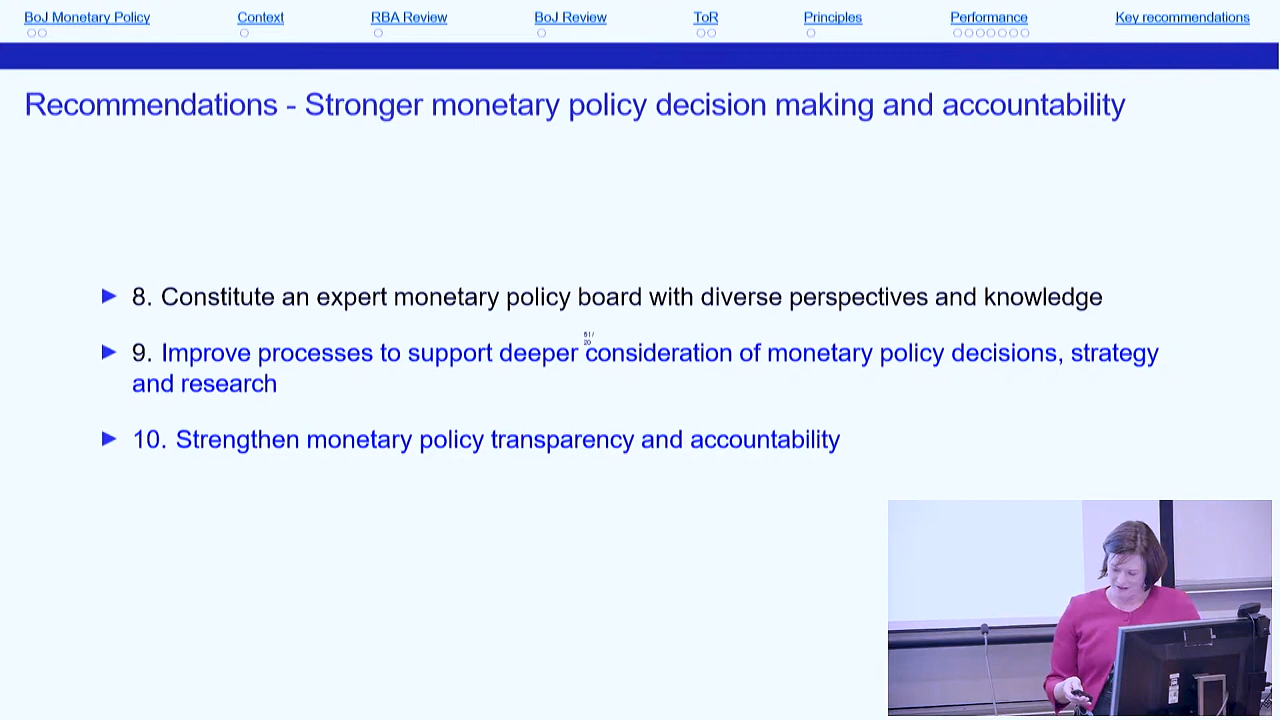 BoJ Monetary Policy Context RBA Review BoJ Review ToR Principles Performance Key recommendations
Recommendations - Stronger monetary policy decision making and accountability
8. Constitute an expert monetary policy board with diverse perspectives and knowledge
51/
20
9. Improve processes to support deeper consideration of monetary policy decisions, strategy
and research
10. Strengthen monetary policy transparency and accountability